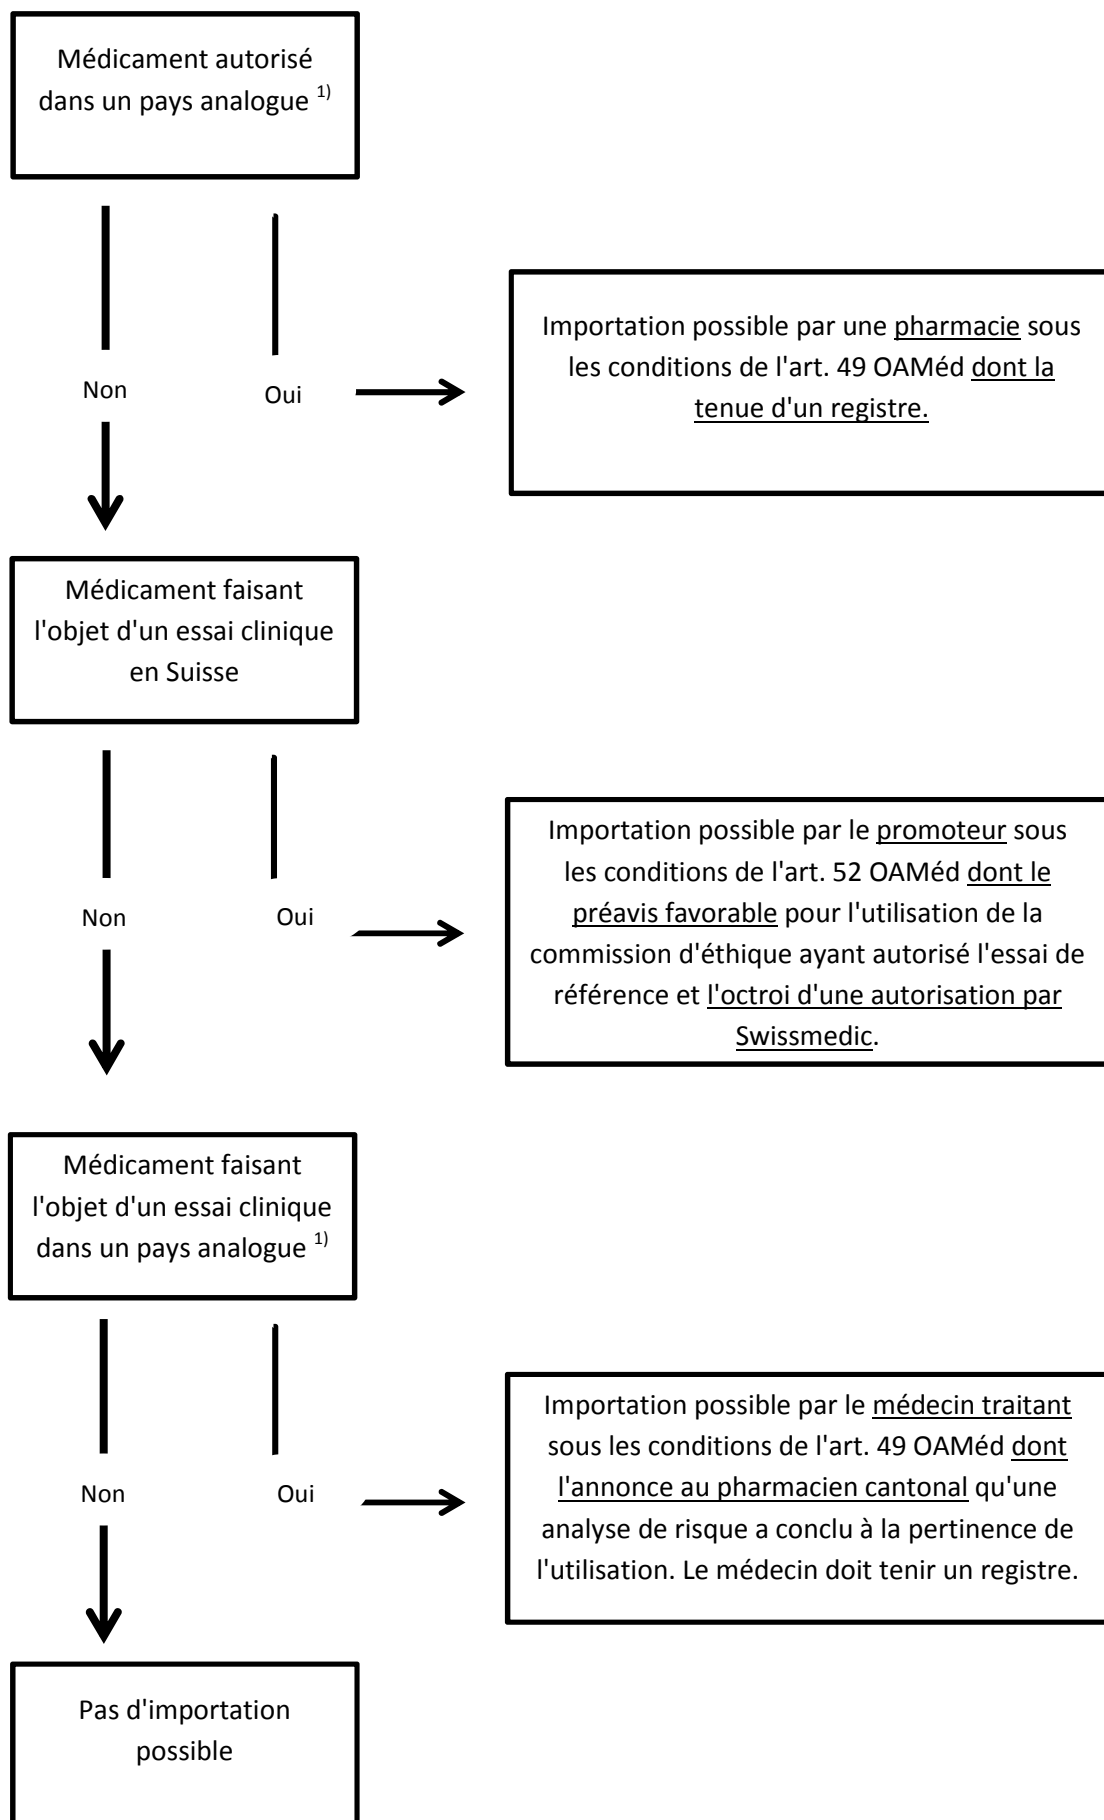 Médicament autorisé
dans un pays analogue 1)
Importation possible par une pharmacie sous
les conditions de l'art. 49 OAMéd dont la
tenue d'un registre.
Non
Oui
Médicament faisant
l'objet d'un essai clinique
en Suisse
Importation possible par le promoteur sous
les conditions de l'art. 52 OAMéd dont le
préavis favorable pour l'utilisation de la
commission d'éthique ayant autorisé l'essai de
référence et l'octroi d'une autorisation par
Swissmedic.
Non
Oui
Médicament faisant
l'objet d'un essai clinique
dans un pays analogue 1)
Importation possible par le médecin traitant
sous les conditions de l'art. 49 OAMéd dont
l'annonce au pharmacien cantonal qu'une
analyse de risque a conclu à la pertinence de
l'utilisation. Le médecin doit tenir un registre.
Non
Oui
Pas d'importation
possible